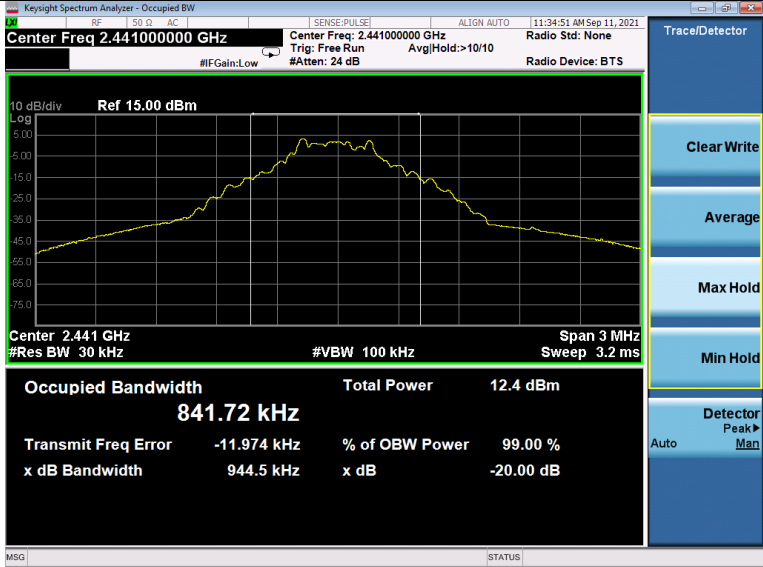 Keysight Spectrum Analyzer - Occupied BW
LXI RF 50 Ω AC SENSE:PULSE ALIGN AUTO 11:34:51 AM Sep 11, 2021
Center Freq 2.441000000 GHz
Center Freq: 2.441000000 GHz
Radio Std: None
Trig: Free Run Avg|Hold:>10/10
#IFGain:Low
#Atten: 24 dB
Radio Device: BTS
10 dB/div Ref 15.00 dBm
Log
5.00
-5.00
-15.0
-25.0
-35.0
-45.0
-55.0
-65.0
-75.0
Center 2.441 GHz Span 3 MHz
#Res BW 30 kHz #VBW 100 kHz Sweep 3.2 ms
Occupied Bandwidth Total Power 12.4 dBm
841.72 kHz
Transmit Freq Error -11.974 kHz % of OBW Power 99.00 %
x dB Bandwidth 944.5 kHz x dB -20.00 dB
MSG STATUS
Trace/Detector
Clear Write
Average
Max Hold
Min Hold
Detector
Peak▶
Auto Man